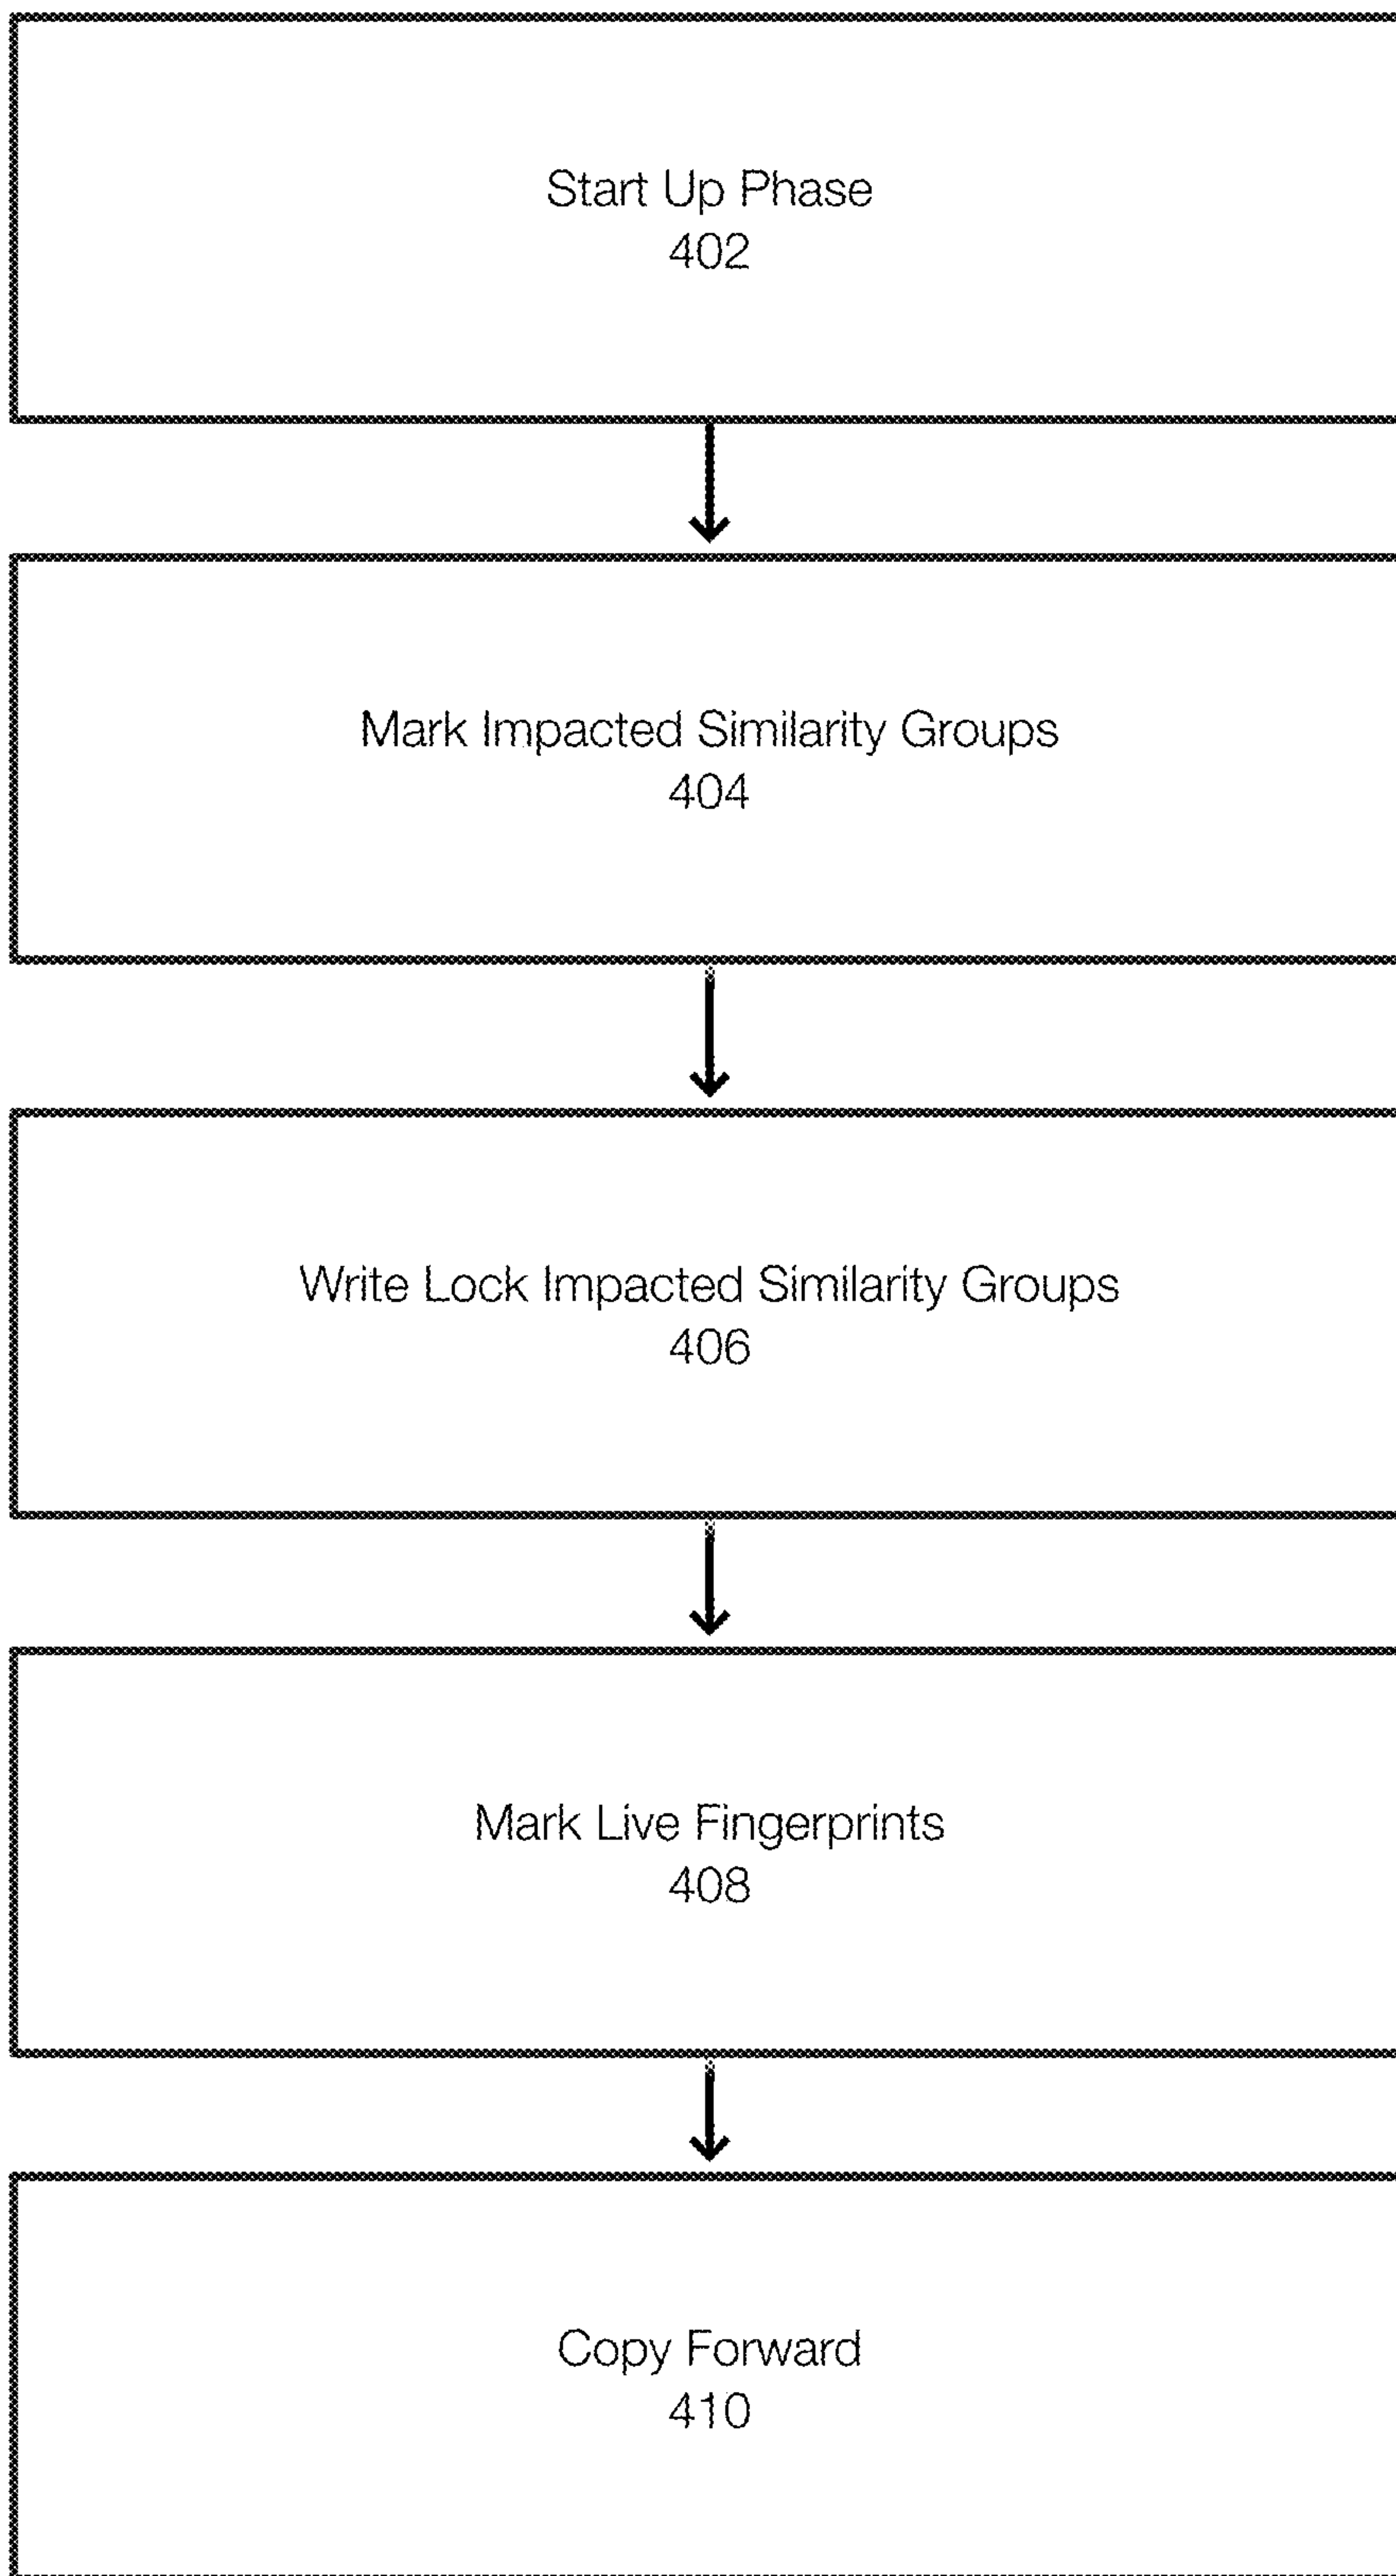 Start Up Phase
402
Mark Impacted Similarity Groups
404
Write Lock Impacted Similarity Groups
406
Mark Live Fingerprints
408
Copy Forward
410